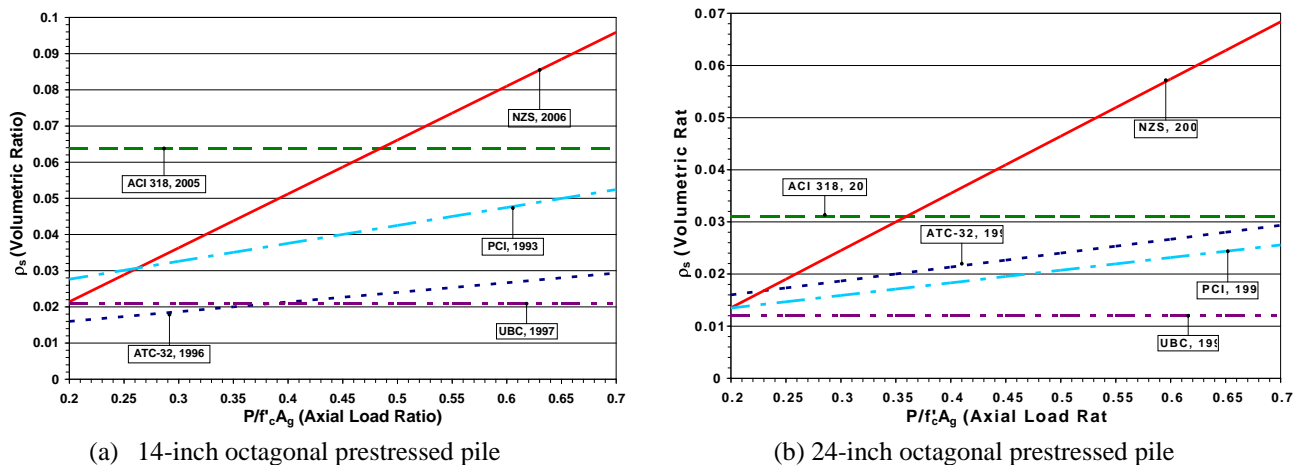 0.1
0.09
0.08
0.07
0.06
0.05
0.04
0.03
0.02
0.01
0
ρs (Volumetric Ratio)
NZS, 2006
ACI 318, 2005
PCI, 1993
UBC, 1997
ATC-32, 1996
0.2 0.25 0.3 0.35 0.4 0.45 0.5 0.55 0.6 0.65 0.7
P/f'cAg (Axial Load Ratio)
(a) 14-inch octagonal prestressed pile
0.07
0.06
0.05
0.04
0.03
0.02
0.01
0
ρs (Volumetric Rat
NZS, 200
ACI 318, 20
ATC-32, 199
PCI, 199
UBC, 199
0.2 0.25 0.3 0.35 0.4 0.45 0.5 0.55 0.6 0.65 0.7
P/f'cAg (Axial Load Rat
(b) 24-inch octagonal prestressed pile